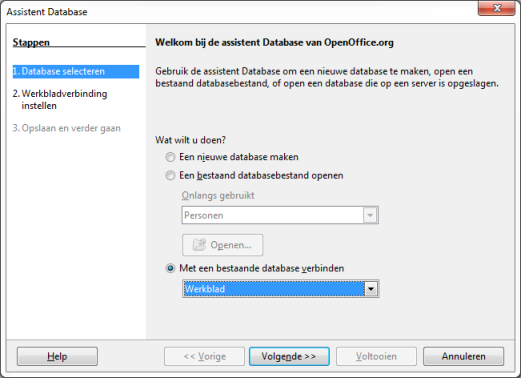 Assistent Database
Stappen
1. Database selecteren
2. Werkbladverbinding
instellen
3. Opslaan en verder gaan
Welkom bij de assistent Database van OpenOffice.org
Gebruik de assistent Database om een nieuwe database te maken, open een
bestaand databasebestand, of open een database die op een server is opgeslagen.
Wat wilt u doen?
Een nieuwe database maken
Een bestaand databasebestand openen
Onlangs gebruikt
Personen
Openen...
Met een bestaande database verbinden
Werkblad
Help
<< Vorige
Volgende >>
Voltooien
Annuleren